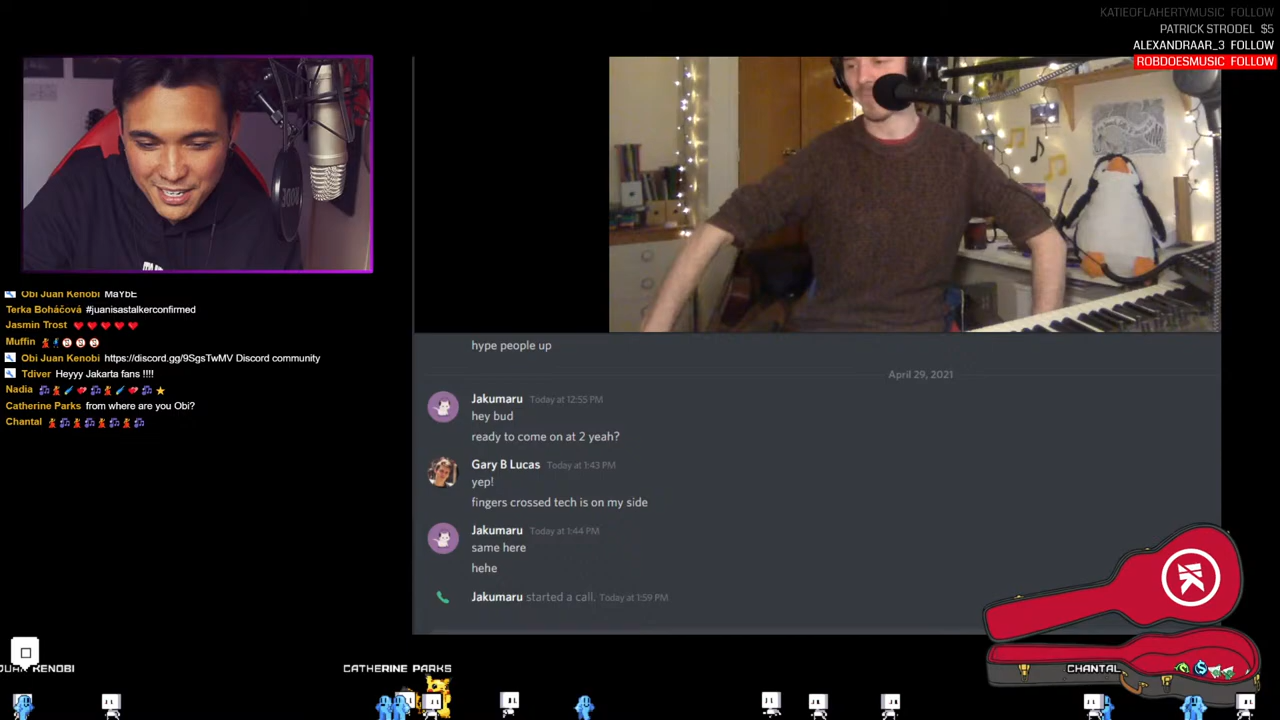 KATIEOFLAHERTYMUSIC FOLLOW
PATRICK STRODEL $5
ALEXANDRAAR_3 FOLLOW
ROBDOESMUSIC FOLLOW
Obi Juan Kenobi MaYbE
Terka Boháčová #juanisastalkerconfirmed
Jasmin Trost
Muffin
Obi Juan Kenobi https://discord.gg/9SgsTwMV Discord community
Tdiver Heyyy Jakarta fans !!!!
Nadia
Catherine Parks from where are you Obi?
Chantal
hype people up
April 29, 2021
Jakumaru Today at 12:55 PM
hey bud
ready to come on at 2 yeah?
Gary B Lucas Today at 1:43 PM
yep!
fingers crossed tech is on my side
Jakumaru Today at 1:44 PM
same here
hehe
Jakumaru started a call. Today at 1:59 PM
KENOBI
CATHERINE PARKS
CHANTAL